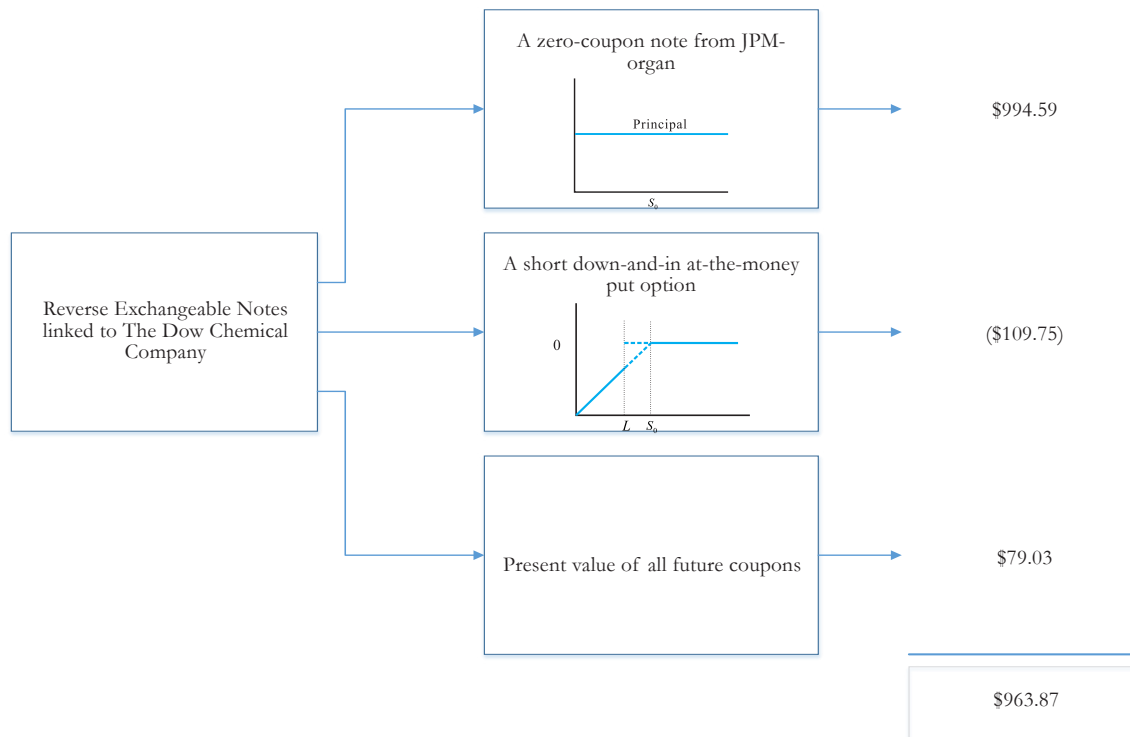 A zero-coupon note from JPM-
organ
Principal
S₀
$994.59
Reverse Exchangeable Notes
linked to The Dow Chemical
Company
A short down-and-in at-the-money
put option
0
L S₀
($109.75)
Present value of all future coupons
$79.03
$963.87